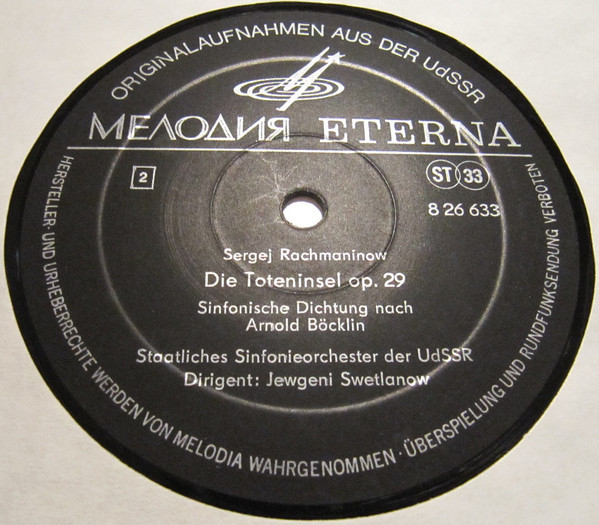 ORIGINALAUFNAHMEN AUS DER UdSSR
МЕЛОДИЯ ETERNA
2
ST 33
8 26 633
Sergej Rachmaninow
Die Toteninsel op. 29
Sinfonische Dichtung nach
Arnold Böcklin
Staatliches Sinfonieorchester der UdSSR
Dirigent: Jewgeni Swetlanow
HERSTELLER- UND URHEBERRECHTE WERDEN VON MELODIA WAHRGENOMMEN · ÜBERSPIELUNG UND RUNDFUNKSENDUNG VERBOTEN